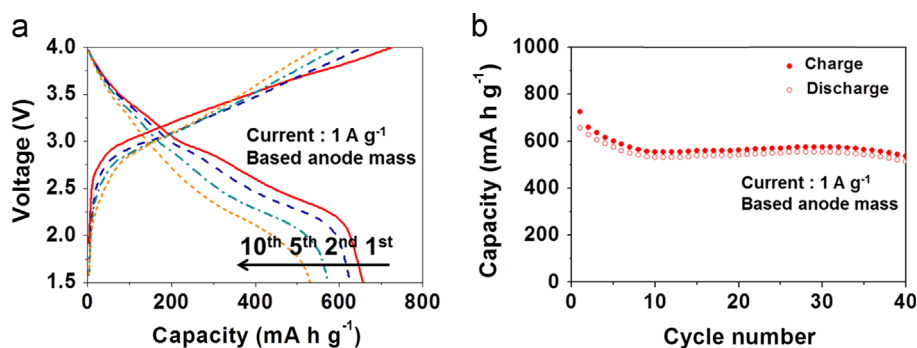 a
4.0
3.5
3.0
2.5
2.0
1.5
Voltage (V)
Current : 1 A g⁻¹
Based anode mass
10th 5th 2nd 1st
0 200 400 600 800
Capacity (mA h g⁻¹)
b
1000
800
600
400
200
0
Capacity (mA h g⁻¹)
Charge
Discharge
Current : 1 A g⁻¹
Based anode mass
0 10 20 30 40
Cycle number